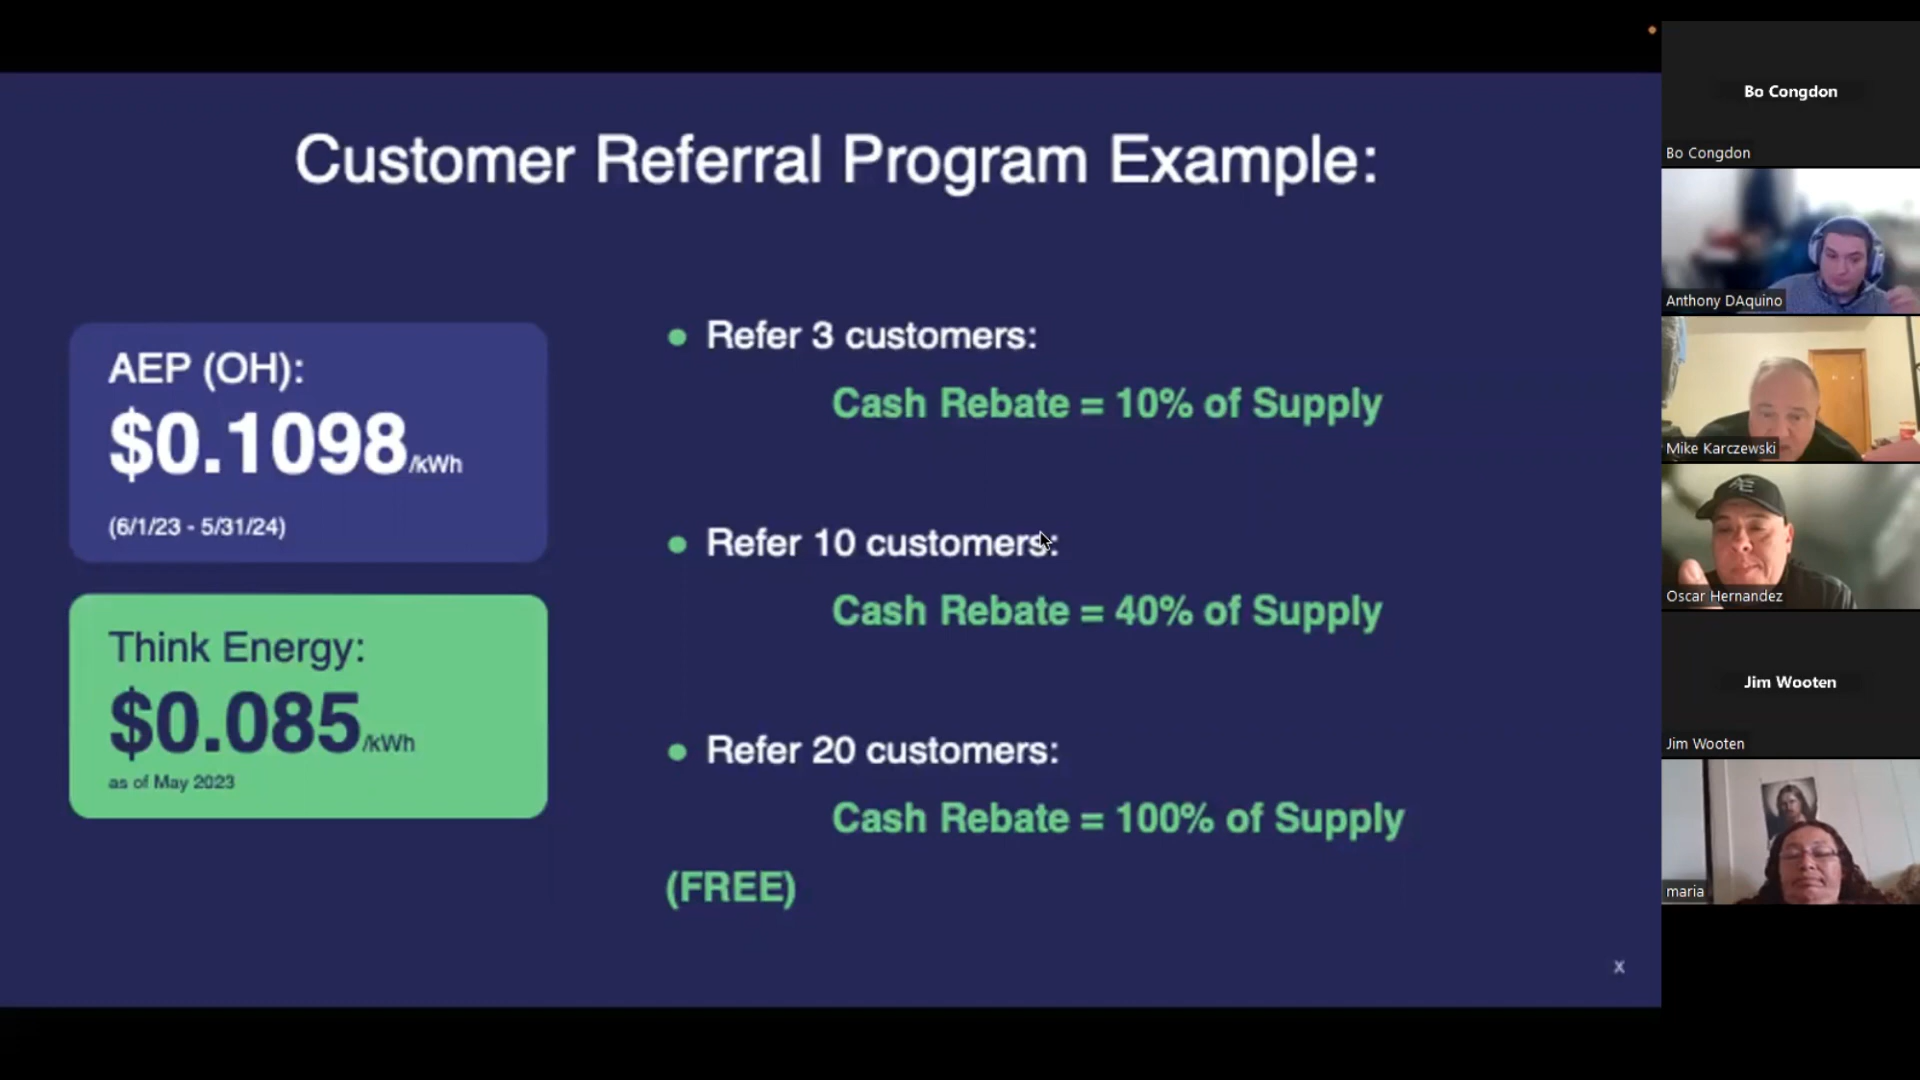 Customer Referral Program Example:
AEP (OH):
$0.1098/kWh
(6/1/23 - 5/31/24)
Think Energy:
$0.085/kWh
as of May 2023
Refer 3 customers:
Cash Rebate = 10% of Supply
Refer 10 customers:
Cash Rebate = 40% of Supply
Refer 20 customers:
Cash Rebate = 100% of Supply
(FREE)
x
Bo Congdon
Bo Congdon
Anthony DAquino
Mike Karczewski
Oscar Hernandez
Jim Wooten
Jim Wooten
maria